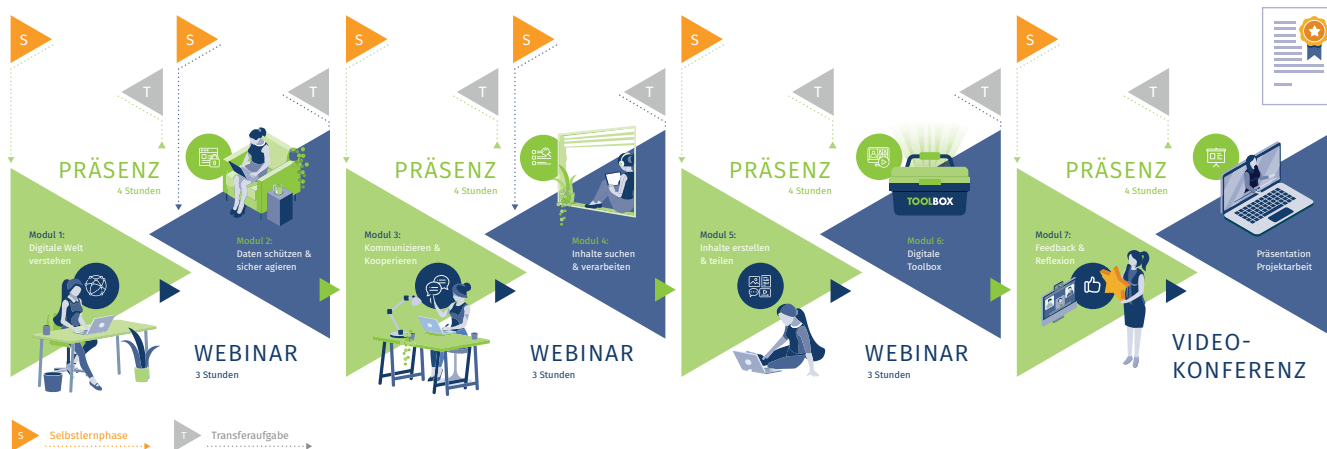 S
S
S
S
S
S
T
T
T
T
T
T
T
PRÄSENZ
4 Stunden
Modul 1:
Digitale Welt
verstehen
Modul 2:
Daten schützen &
sicher agieren
WEBINAR
3 Stunden
PRÄSENZ
4 Stunden
Modul 3:
Kommunizieren &
Kooperieren
Modul 4:
Inhalte suchen
& verarbeiten
WEBINAR
3 Stunden
PRÄSENZ
4 Stunden
Modul 5:
Inhalte erstellen
& teilen
TOOLBOX
Modul 6:
Digitale
Toolbox
WEBINAR
3 Stunden
PRÄSENZ
4 Stunden
Modul 7:
Feedback &
Reflexion
Präsentation
Projektarbeit
VIDEO-
KONFERENZ
S Selbstlernphase
T Transferaufgabe